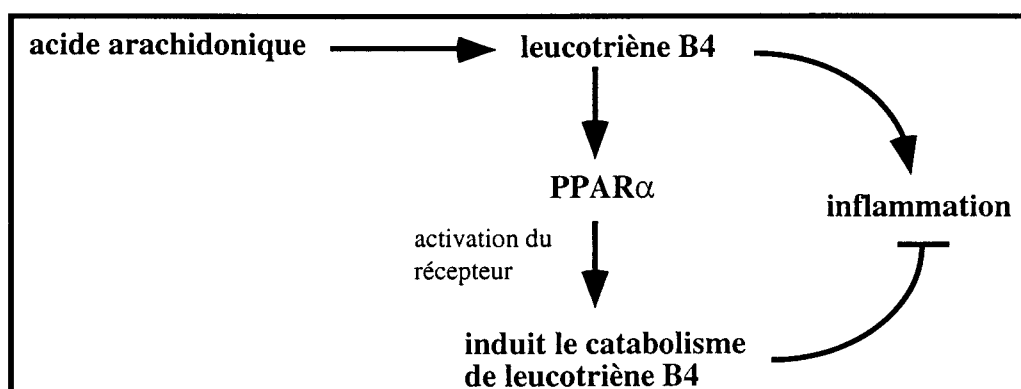 acide arachidonique
leucotriène B4
PPARα
inflammation
activation du
récepteur
induit le catabolisme
de leucotriène B4